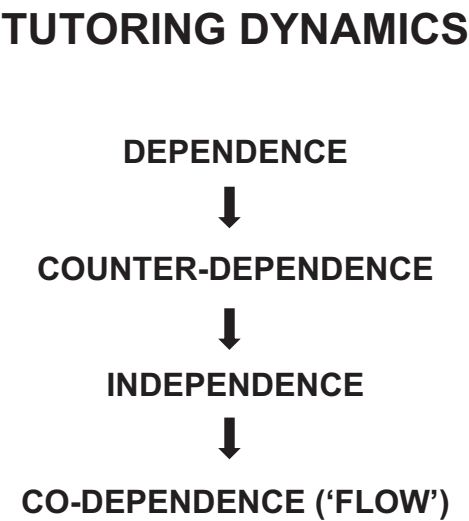 TUTORING DYNAMICS
DEPENDENCE
COUNTER-DEPENDENCE
INDEPENDENCE
CO-DEPENDENCE (‘FLOW’)